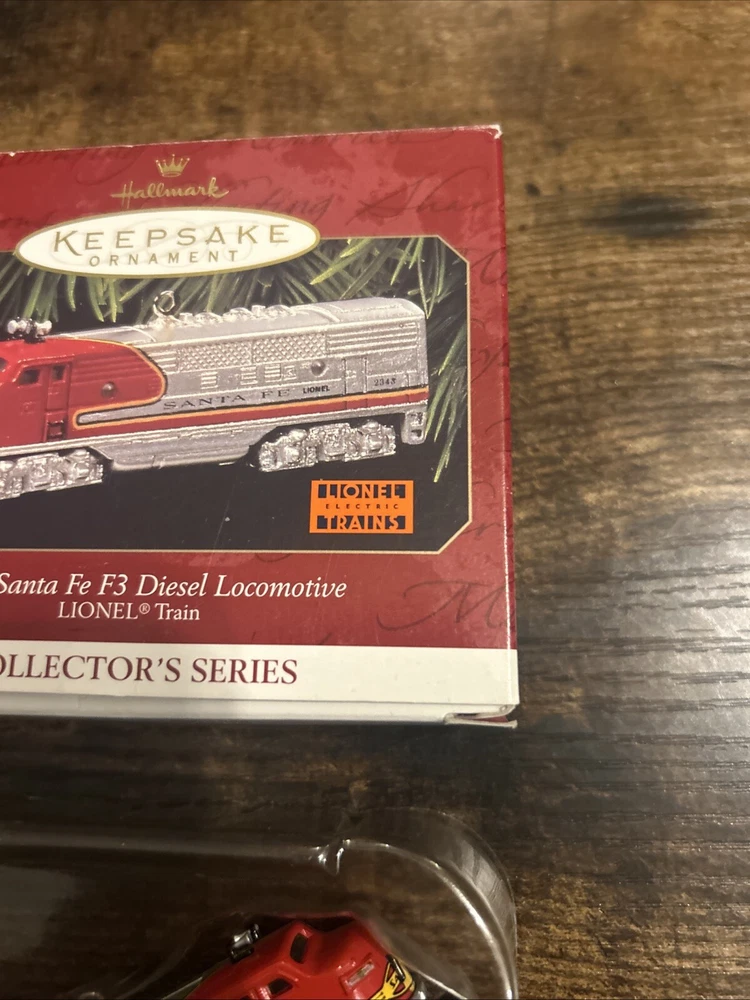 Hallmark
KEEPSAKE
ORNAMENT
SANTA FE
LIONEL
2343
LIONEL
ELECTRIC
TRAINS
Santa Fe F3 Diesel Locomotive
LIONEL® Train
OLLECTOR'S SERIES